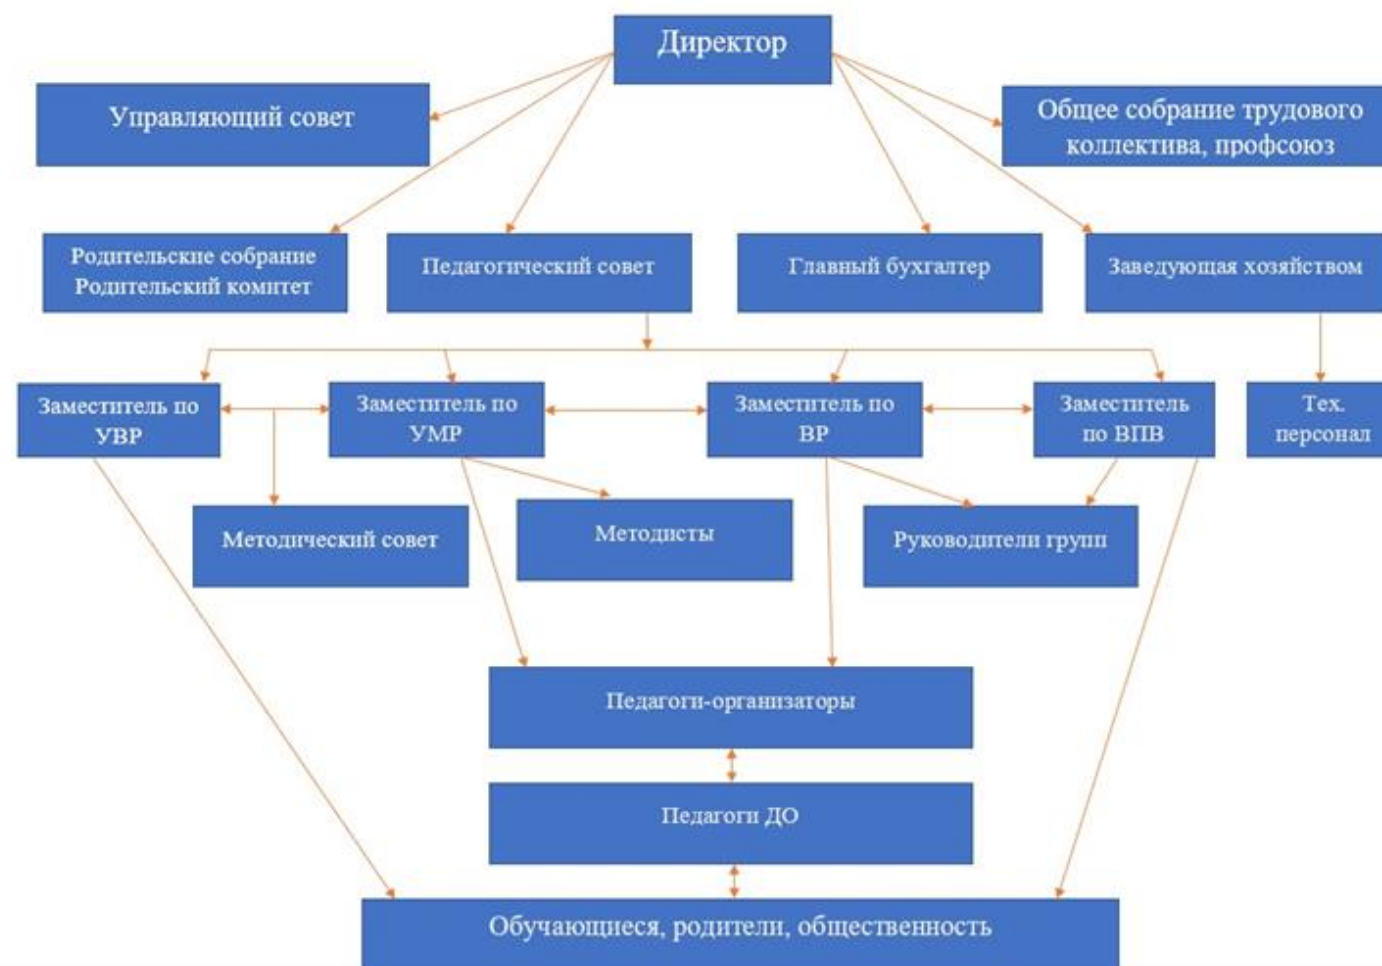 Директор
Управляющий совет
Общее собрание трудового
коллектива, профсоюз
Родительские собрание
Родительский комитет
Педагогический совет
Главный бухгалтер
Заведующая хозяйством
Заместитель по
УВР
Заместитель по
УМР
Заместитель по
ВР
Заместитель
по ВПВ
Тех.
персонал
Методический совет
Методисты
Руководители групп
Педагоги-организаторы
Педагоги ДО
Обучающиеся, родители, общественность